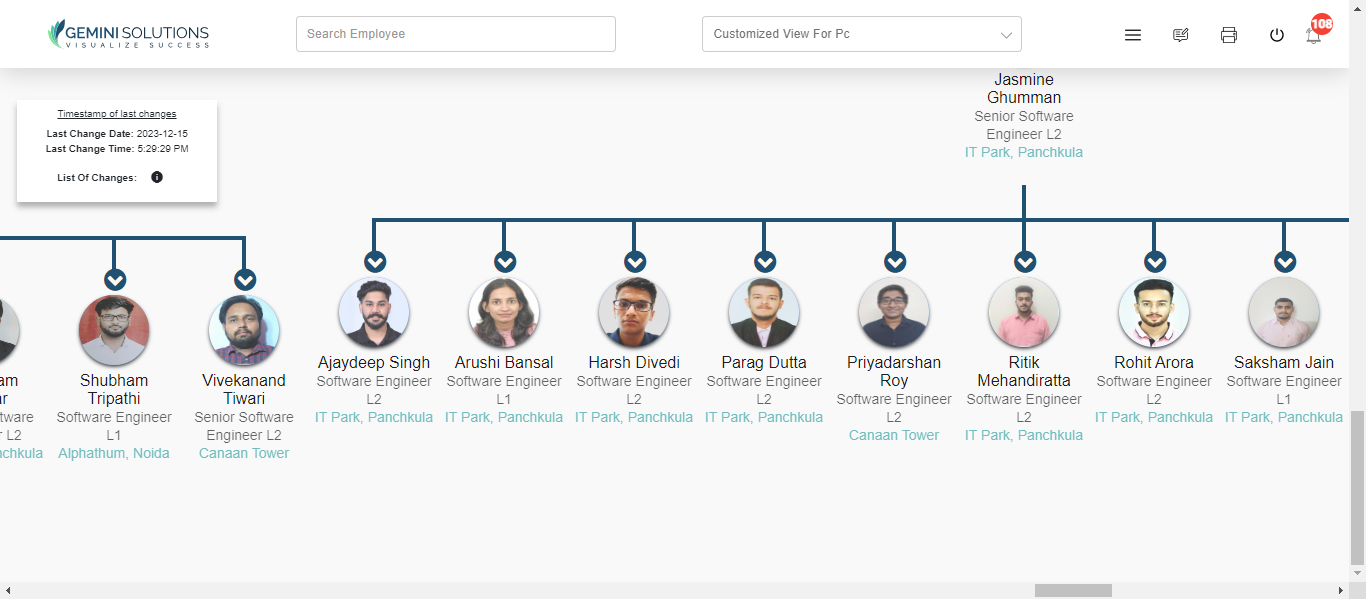 GEMINI SOLUTIONS
VISUALIZE SUCCESS
Search Employee
Customized View For Pc
108
Jasmine
Ghumman
Senior Software
Engineer L2
IT Park, Panchkula
Timestamp of last changes
Last Change Date: 2023-12-15
Last Change Time: 5:29:29 PM
List Of Changes:
Shubham
Tripathi
Software Engineer
L1
Alphathum, Noida
Vivekanand
Tiwari
Senior Software
Engineer L2
Canaan Tower
Ajaydeep Singh
Software Engineer
L2
IT Park, Panchkula
Arushi Bansal
Software Engineer
L1
IT Park, Panchkula
Harsh Divedi
Software Engineer
L2
IT Park, Panchkula
Parag Dutta
Software Engineer
L2
IT Park, Panchkula
Priyadarshan
Roy
Software Engineer
L2
Canaan Tower
Ritik
Mehandiratta
Software Engineer
L2
IT Park, Panchkula
Rohit Arora
Software Engineer
L2
IT Park, Panchkula
Saksham Jain
Software Engineer
L1
IT Park, Panchkula